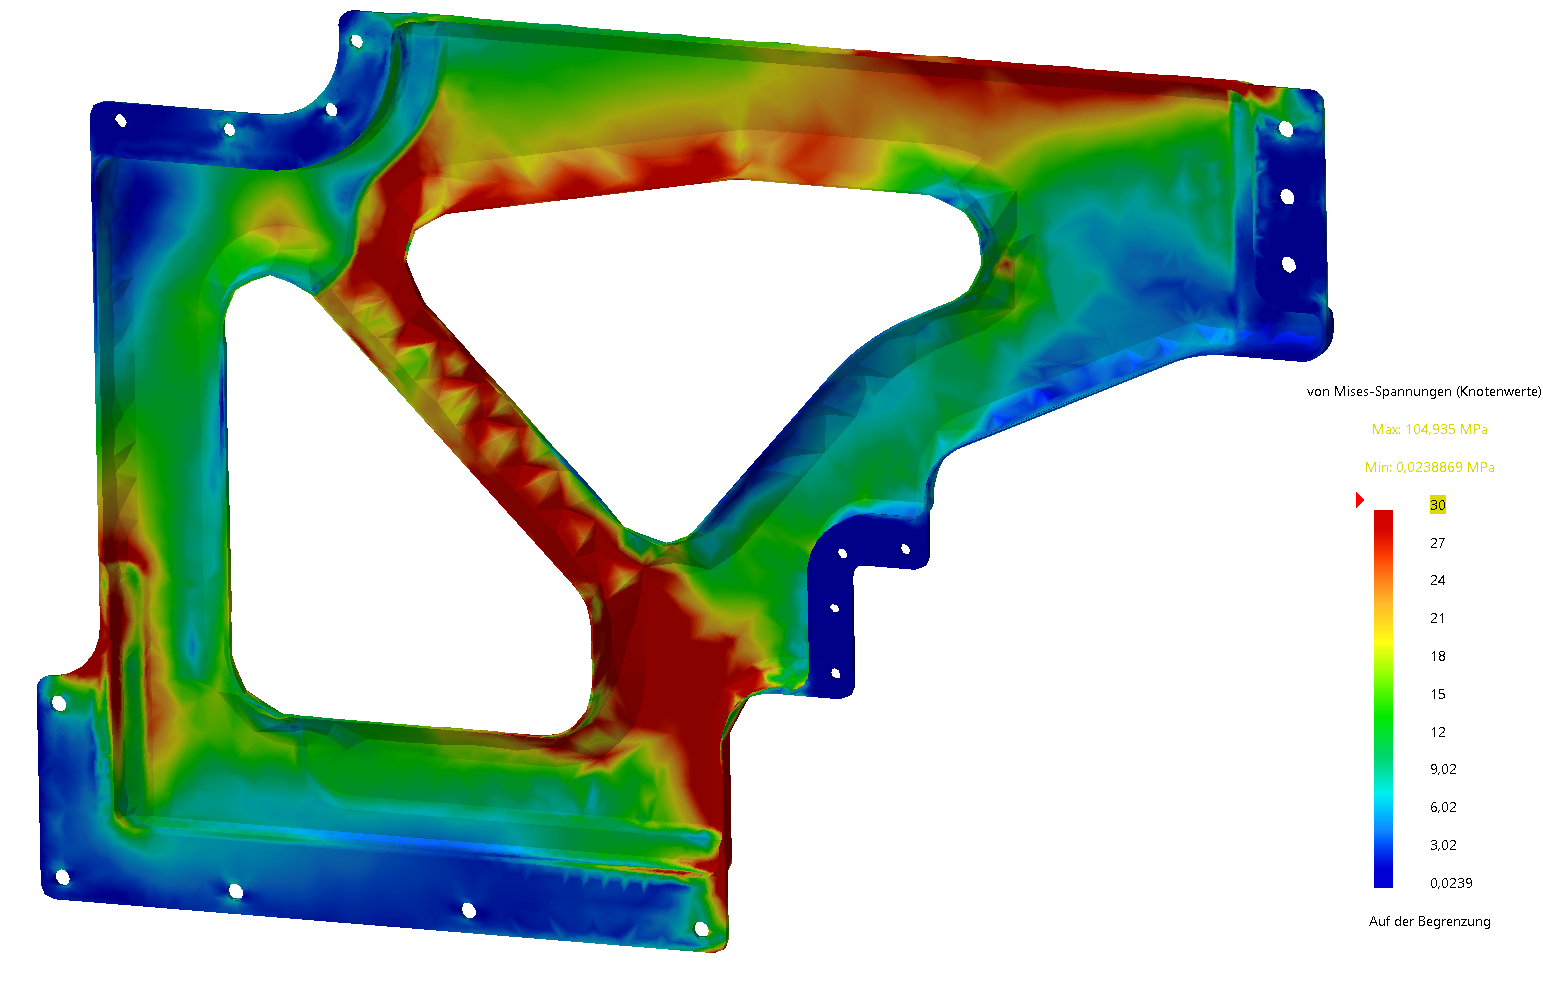 von Mises-Spannungen (Knotenwerte)
Max: 104,935 MPa
Min: 0,0238869 MPa
30
27
24
21
18
15
12
9,02
6,02
3,02
0,0239
Auf der Begrenzung